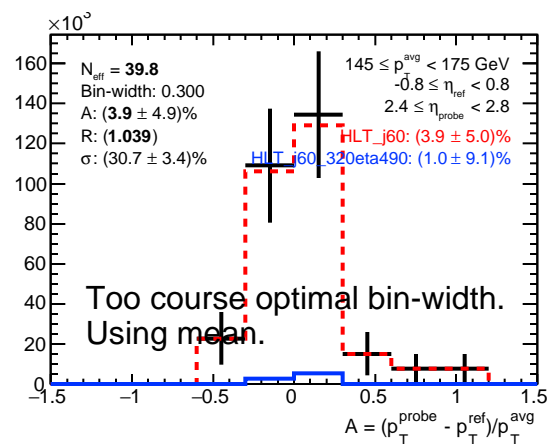 ×10³
N_eff = 39.8
Bin-width: 0.300
A: (3.9 ± 4.9)%
R: (1.039)
σ: (30.7 ± 3.4)%
145 ≤ p_T^avg < 175 GeV
-0.8 ≤ η_ref < 0.8
2.4 ≤ η_probe < 2.8
HLT_j60: (3.9 ± 5.0)%
HLT_j60_320eta490: (1.0 ± 9.1)%
Too course optimal bin-width.
Using mean.
160
140
120
100
80
60
40
20
0
−1.5 −1 −0.5 0 0.5 1 1.5
A = (p_T^probe - p_T^ref)/p_T^avg